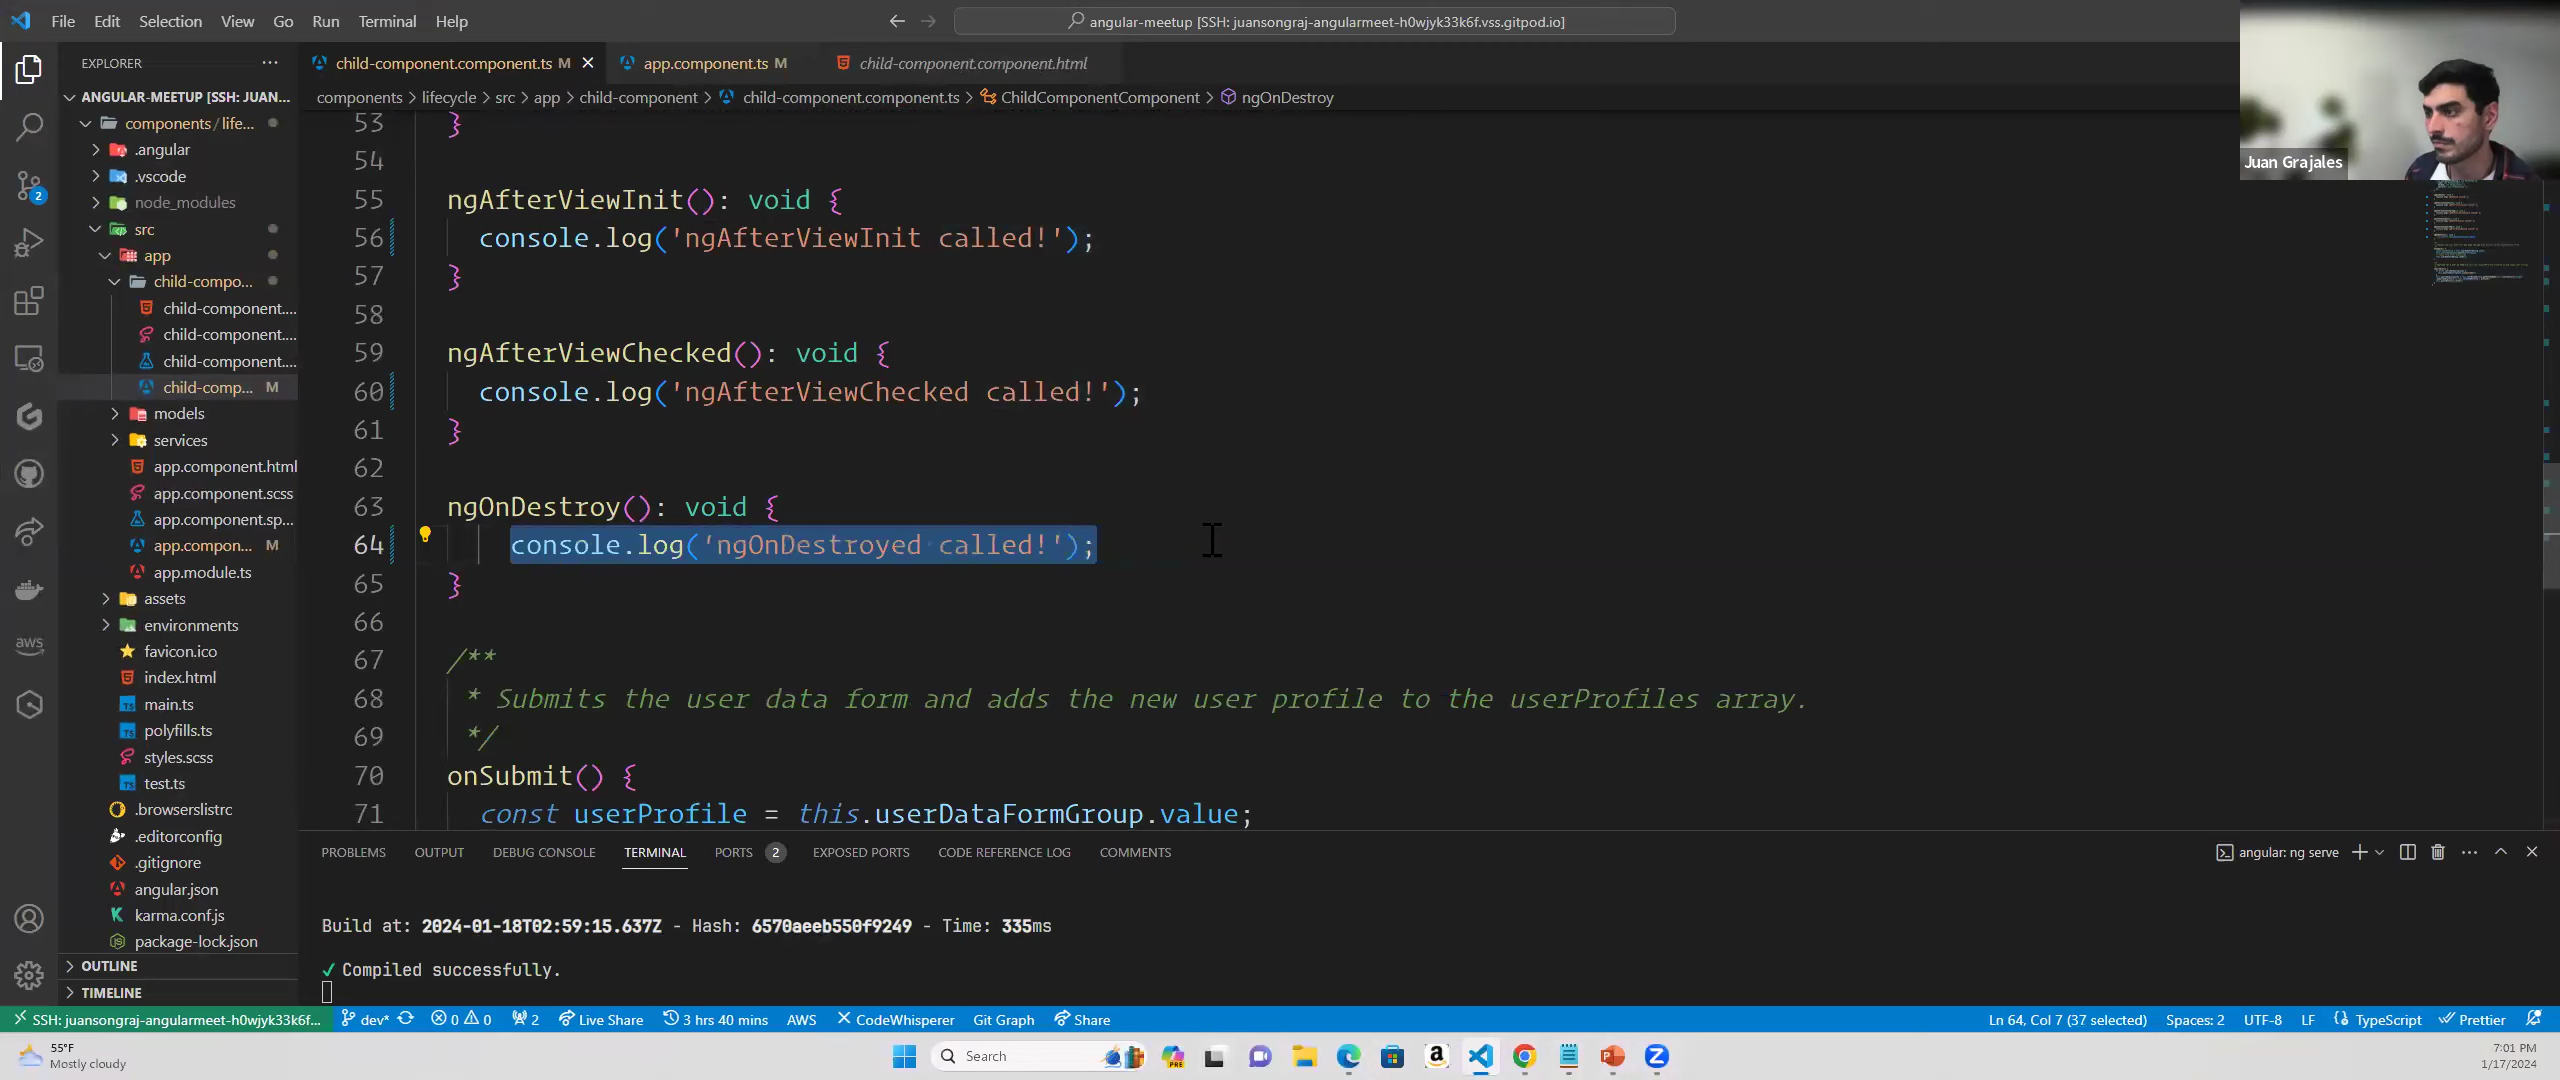 File Edit Selection View Go Run Terminal Help
angular-meetup [SSH: juansongraj-angularmeet-h0wjyk33k6f.vss.gitpod.io]
Juan Grajales
EXPLORER
ANGULAR-MEETUP [SSH: JUAN...
components/life...
.angular
.vscode
node_modules
src
app
child-compo...
child-component....
child-component....
child-component....
child-comp... M
models
services
app.component.html
app.component.scss
app.component.sp...
app.compon... M
app.module.ts
assets
environments
favicon.ico
index.html
main.ts
polyfills.ts
styles.scss
test.ts
.browserslistrc
.editorconfig
.gitignore
angular.json
karma.conf.js
package-lock.json
OUTLINE
TIMELINE
2
aws
child-component.component.ts M
app.component.ts M
child-component.component.html
components > lifecycle > src > app > child-component > child-component.component.ts > ChildComponentComponent > ngOnDestroy
53 }
54
55 ngAfterViewInit(): void {
56 console.log('ngAfterViewInit called!');
57 }
58
59 ngAfterViewChecked(): void {
60 console.log('ngAfterViewChecked called!');
61 }
62
63 ngOnDestroy(): void {
64 console.log('ngOnDestroyed called!');
65 }
66
67 /**
68 * Submits the user data form and adds the new user profile to the userProfiles array.
69 */
70 onSubmit() {
71 const userProfile = this.userDataFormGroup.value;
PROBLEMS OUTPUT DEBUG CONSOLE TERMINAL PORTS 2 EXPOSED PORTS CODE REFERENCE LOG COMMENTS
angular: ng serve
Build at: 2024-01-18T02:59:15.637Z - Hash: 6570aeeb550f9249 - Time: 335ms
✓ Compiled successfully.
SSH: juansongraj-angularmeet-h0wjyk33k6f... dev* 0 0 2 Live Share 3 hrs 40 mins AWS CodeWhisperer Git Graph Share
Ln 64, Col 7 (37 selected) Spaces: 2 UTF-8 LF TypeScript Prettier
55°F
Mostly cloudy
Search
7:01 PM
1/17/2024